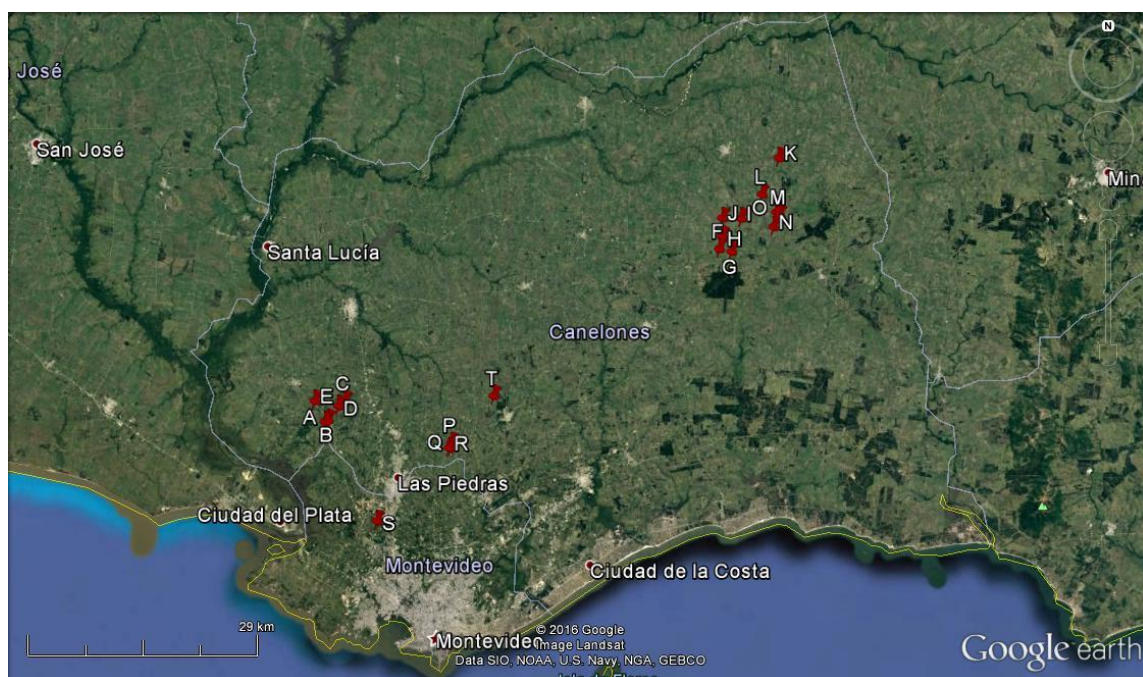 N
José
San José
Min
K
L
M
J I O
N
F
H
G
Santa Lucía
Canelones
T
C
E
A
D
B
P
Q R
Las Piedras
Ciudad del Plata
S
Montevideo
Ciudad de la Costa
29 km
Montevideo
© 2016 Google
Image Landsat
Data SIO, NOAA, U.S. Navy, NGA, GEBCO
Google earth